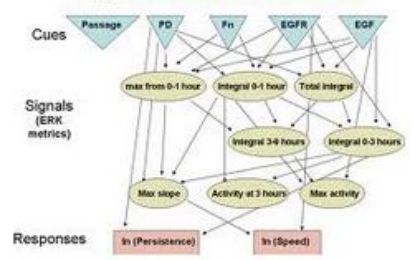 Passage PD Fn EGFR EGF
Cues
max from 0-1 hour Integral 0-1 hour Total integral
Signals
(ERK
metrics)
Integral 3-9 hours Integral 0-3 hours
Max slope Activity at 3 hours Max activity
Responses
ln (Persistence) ln (Speed)